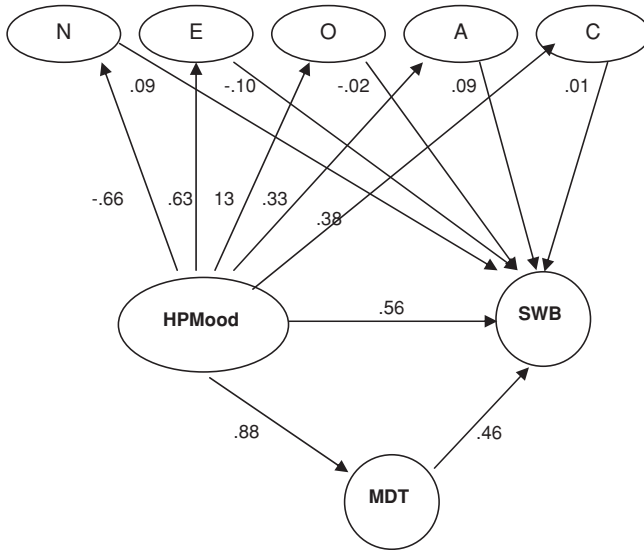 N E O A C
.09 -.10 -.02 .09 .01
-.66 .63 13 .33 .38
HPMood .56 SWB
.88 .46
MDT